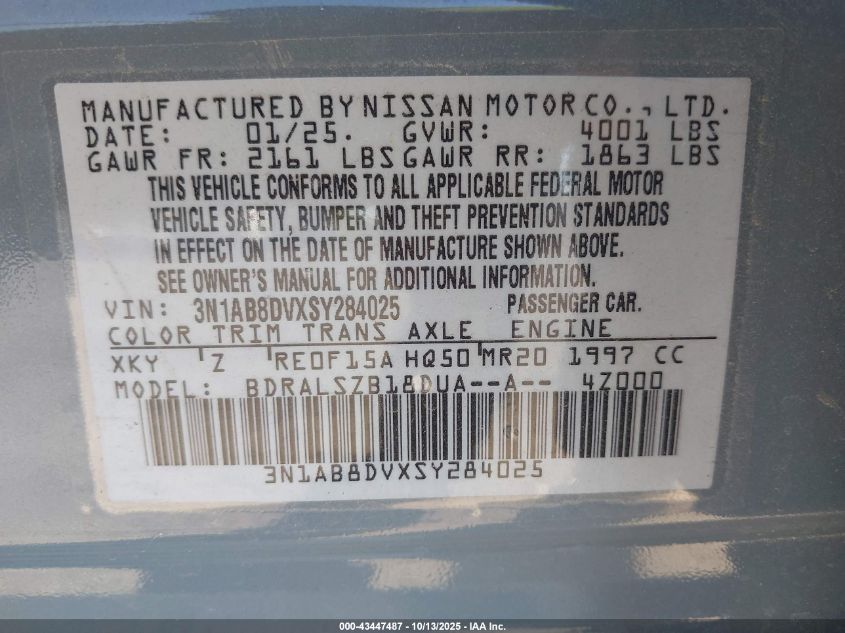 MANUFACTURED BY NISSAN MOTOR CO., LTD.
DATE: 01/25. GVWR: 4001 LBS
GAWR FR: 2161 LBS GAWR RR: 1863 LBS
THIS VEHICLE CONFORMS TO ALL APPLICABLE FEDERAL MOTOR
VEHICLE SAFETY, BUMPER AND THEFT PREVENTION STANDARDS
IN EFFECT ON THE DATE OF MANUFACTURE SHOWN ABOVE.
SEE OWNER'S MANUAL FOR ADDITIONAL INFORMATION.
VIN: 3N1AB8DVXSY284025 PASSENGER CAR.
COLOR TRIM TRANS AXLE ENGINE
XKY Z RE0F15A HQ50 MR20 1997 CC
MODEL: BDRALSZB18DUA--A-- 4Z000
3N1AB8DVXSY284025
000-43447487 - 10/13/2025 - IAA Inc.